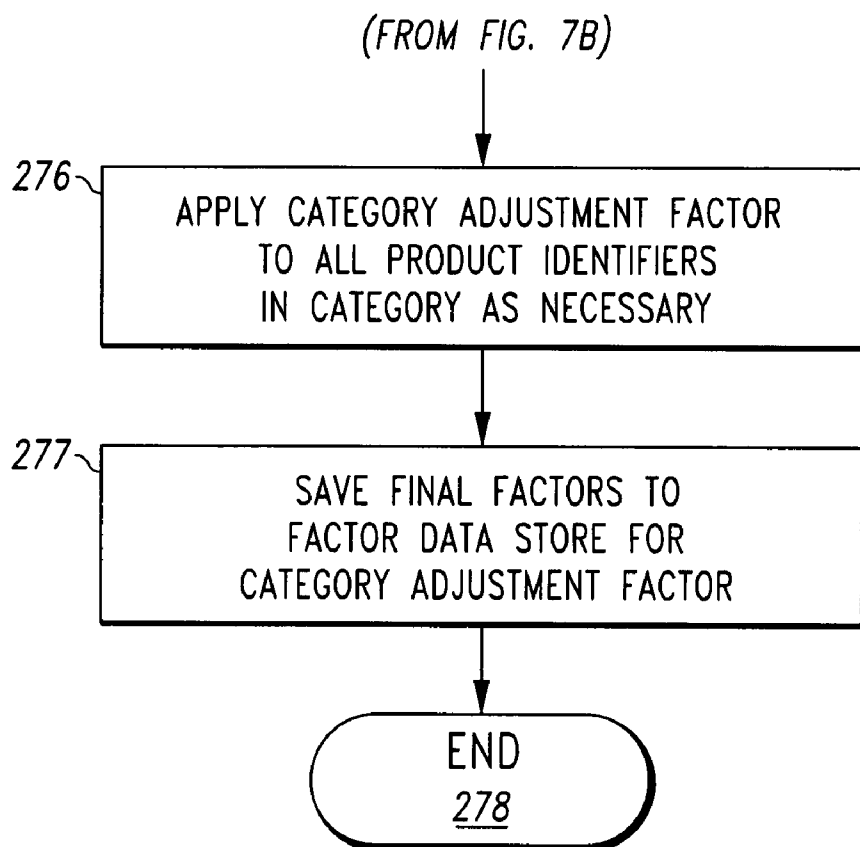 (FROM FIG. 7B)
276
APPLY CATEGORY ADJUSTMENT FACTOR
TO ALL PRODUCT IDENTIFIERS
IN CATEGORY AS NECESSARY
277
SAVE FINAL FACTORS TO
FACTOR DATA STORE FOR
CATEGORY ADJUSTMENT FACTOR
END
278